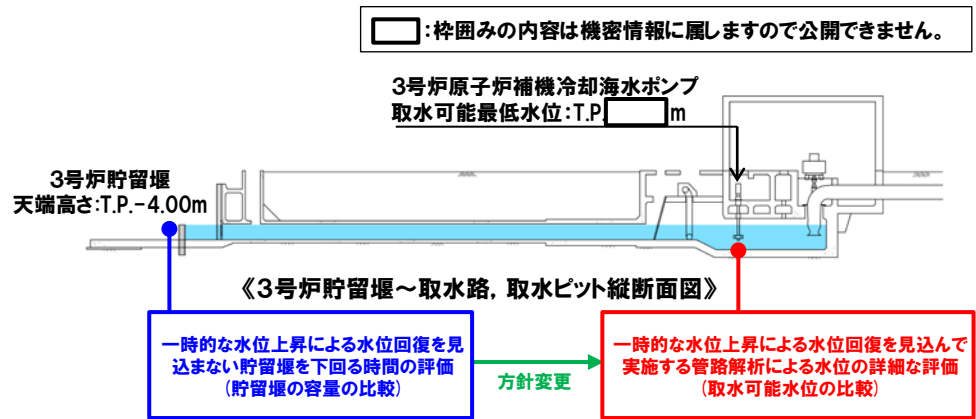 ：枠囲みの内容は機密情報に属しますので公開できません。
３号炉原子炉補機冷却海水ポンプ
取水可能最低水位：T.P. m
３号炉貯留堰
天端高さ：T.P.-4.00m
《３号炉貯留堰～取水路，取水ピット縦断面図》
一時的な水位上昇による水位回復を見
込まない貯留堰を下回る時間の評価
（貯留堰の容量の比較）
方針変更
一時的な水位上昇による水位回復を見込んで
実施する管路解析による水位の詳細な評価
（取水可能水位の比較）